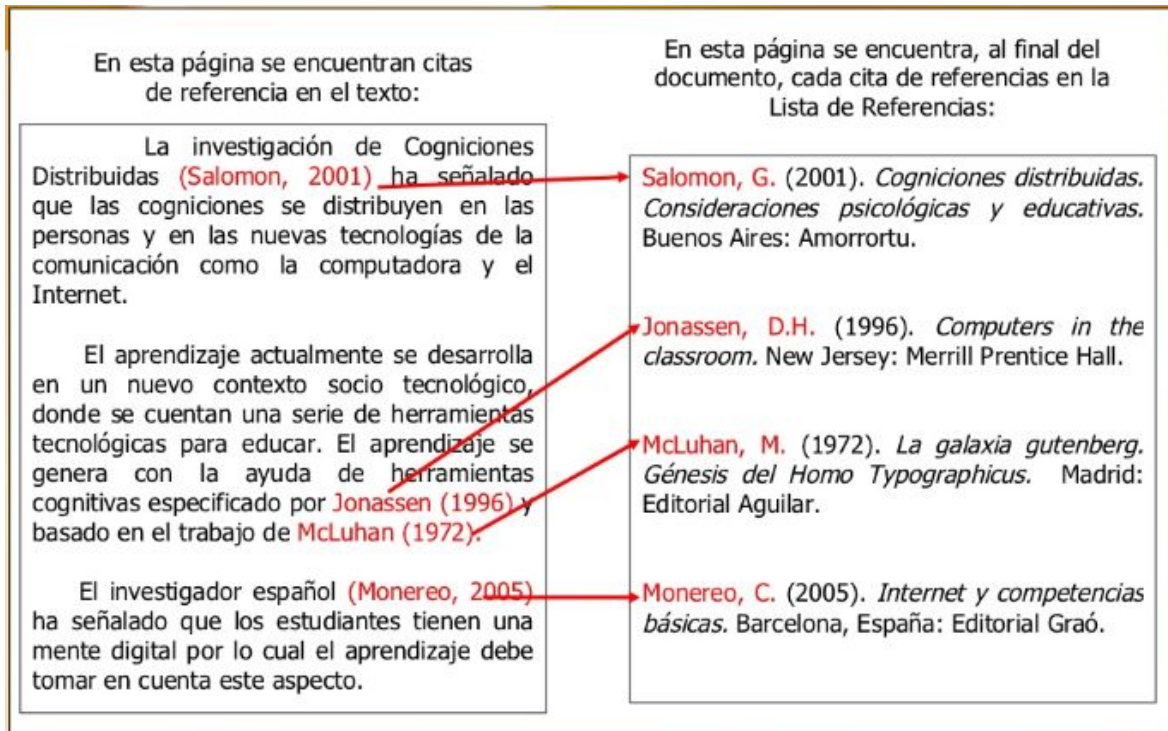 En esta página se encuentran citas
de referencia en el texto:
La investigación de Cogniciones
Distribuidas (Salomon, 2001) ha señalado
que las cogniciones se distribuyen en las
personas y en las nuevas tecnologías de la
comunicación como la computadora y el
Internet.
El aprendizaje actualmente se desarrolla
en un nuevo contexto socio tecnológico,
donde se cuentan una serie de herramientas
tecnológicas para educar. El aprendizaje se
genera con la ayuda de herramientas
cognitivas especificado por Jonassen (1996) y
basado en el trabajo de McLuhan (1972).
El investigador español (Monereo, 2005)
ha señalado que los estudiantes tienen una
mente digital por lo cual el aprendizaje debe
tomar en cuenta este aspecto.
En esta página se encuentra, al final del
documento, cada cita de referencias en la
Lista de Referencias:
Salomon, G. (2001). Cogniciones distribuidas.
Consideraciones psicológicas y educativas.
Buenos Aires: Amorrortu.
Jonassen, D.H. (1996). Computers in the
classroom. New Jersey: Merrill Prentice Hall.
McLuhan, M. (1972). La galaxia gutenberg.
Génesis del Homo Typographicus. Madrid:
Editorial Aguilar.
Monereo, C. (2005). Internet y competencias
básicas. Barcelona, España: Editorial Graó.